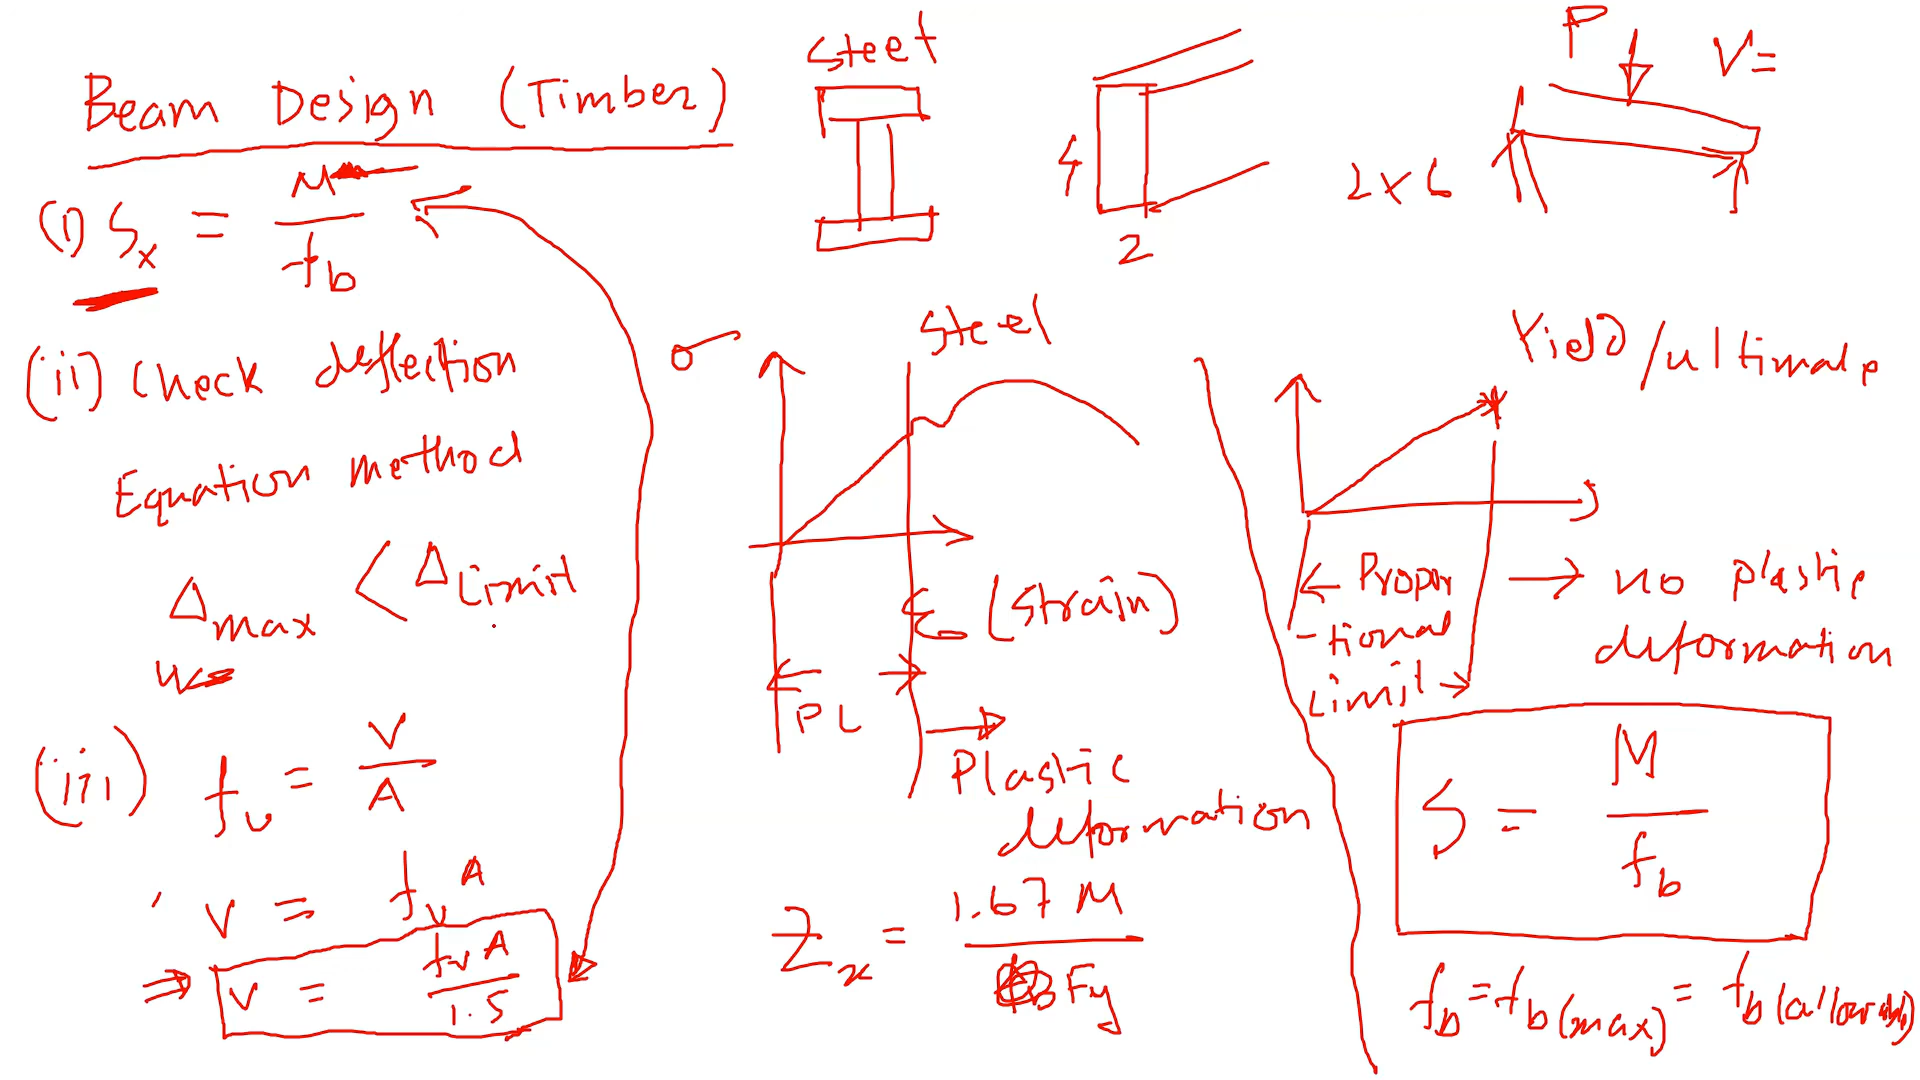 Beam Design (Timber)
(i) Sx = M / fb
(ii) Check deflection
Equation method
Δmax < ΔLimit
(iii) fv = V / A
V = fv A
⇒ V = fv A / 1.5
Steel
4
2
2 x 6
P
V =
σ
Steel
ε (strain)
PL
Plastic
deformation
Zx = 1.67 M / Fy
Yield/ultimate
← Propor
-tional
Limit →
→ no plastic
deformation
S = M / fb
fb = fb(max) = fb(allowable)